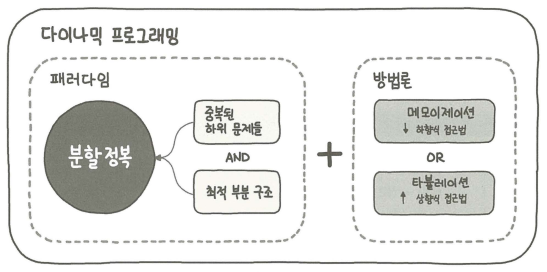 다이나믹 프로그래밍
패러다임
분할정복
중복된
하위 문제들
AND
최적 부분 구조
+
방법론
메모이제이션
↓ 하향식 접근법
OR
타뷸레이션
↑ 상향식 접근법